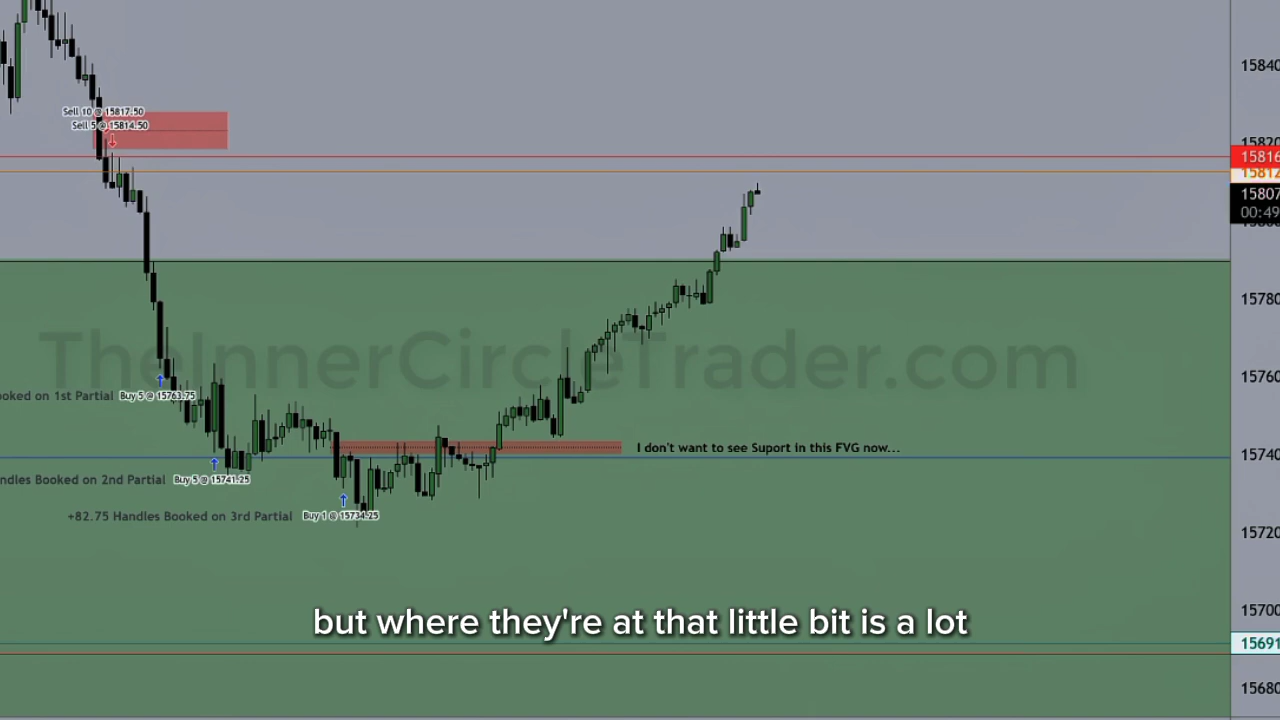 15840
Sell 10 @ 15817.50
Sell 5 @ 15814.50
15820
15816
15812
15807
00:49
15780
TheInnerCircleTrader.com
15760
ooked on 1st Partial
Buy 5 @ 15763.75
I don't want to see Suport in this FVG now...
15740
ndles Booked on 2nd Partial
Buy 5 @ 15741.25
+82.75 Handles Booked on 3rd Partial
Buy 1 @ 15734.25
15720
15700
but where they're at that little bit is a lot
15691
15680